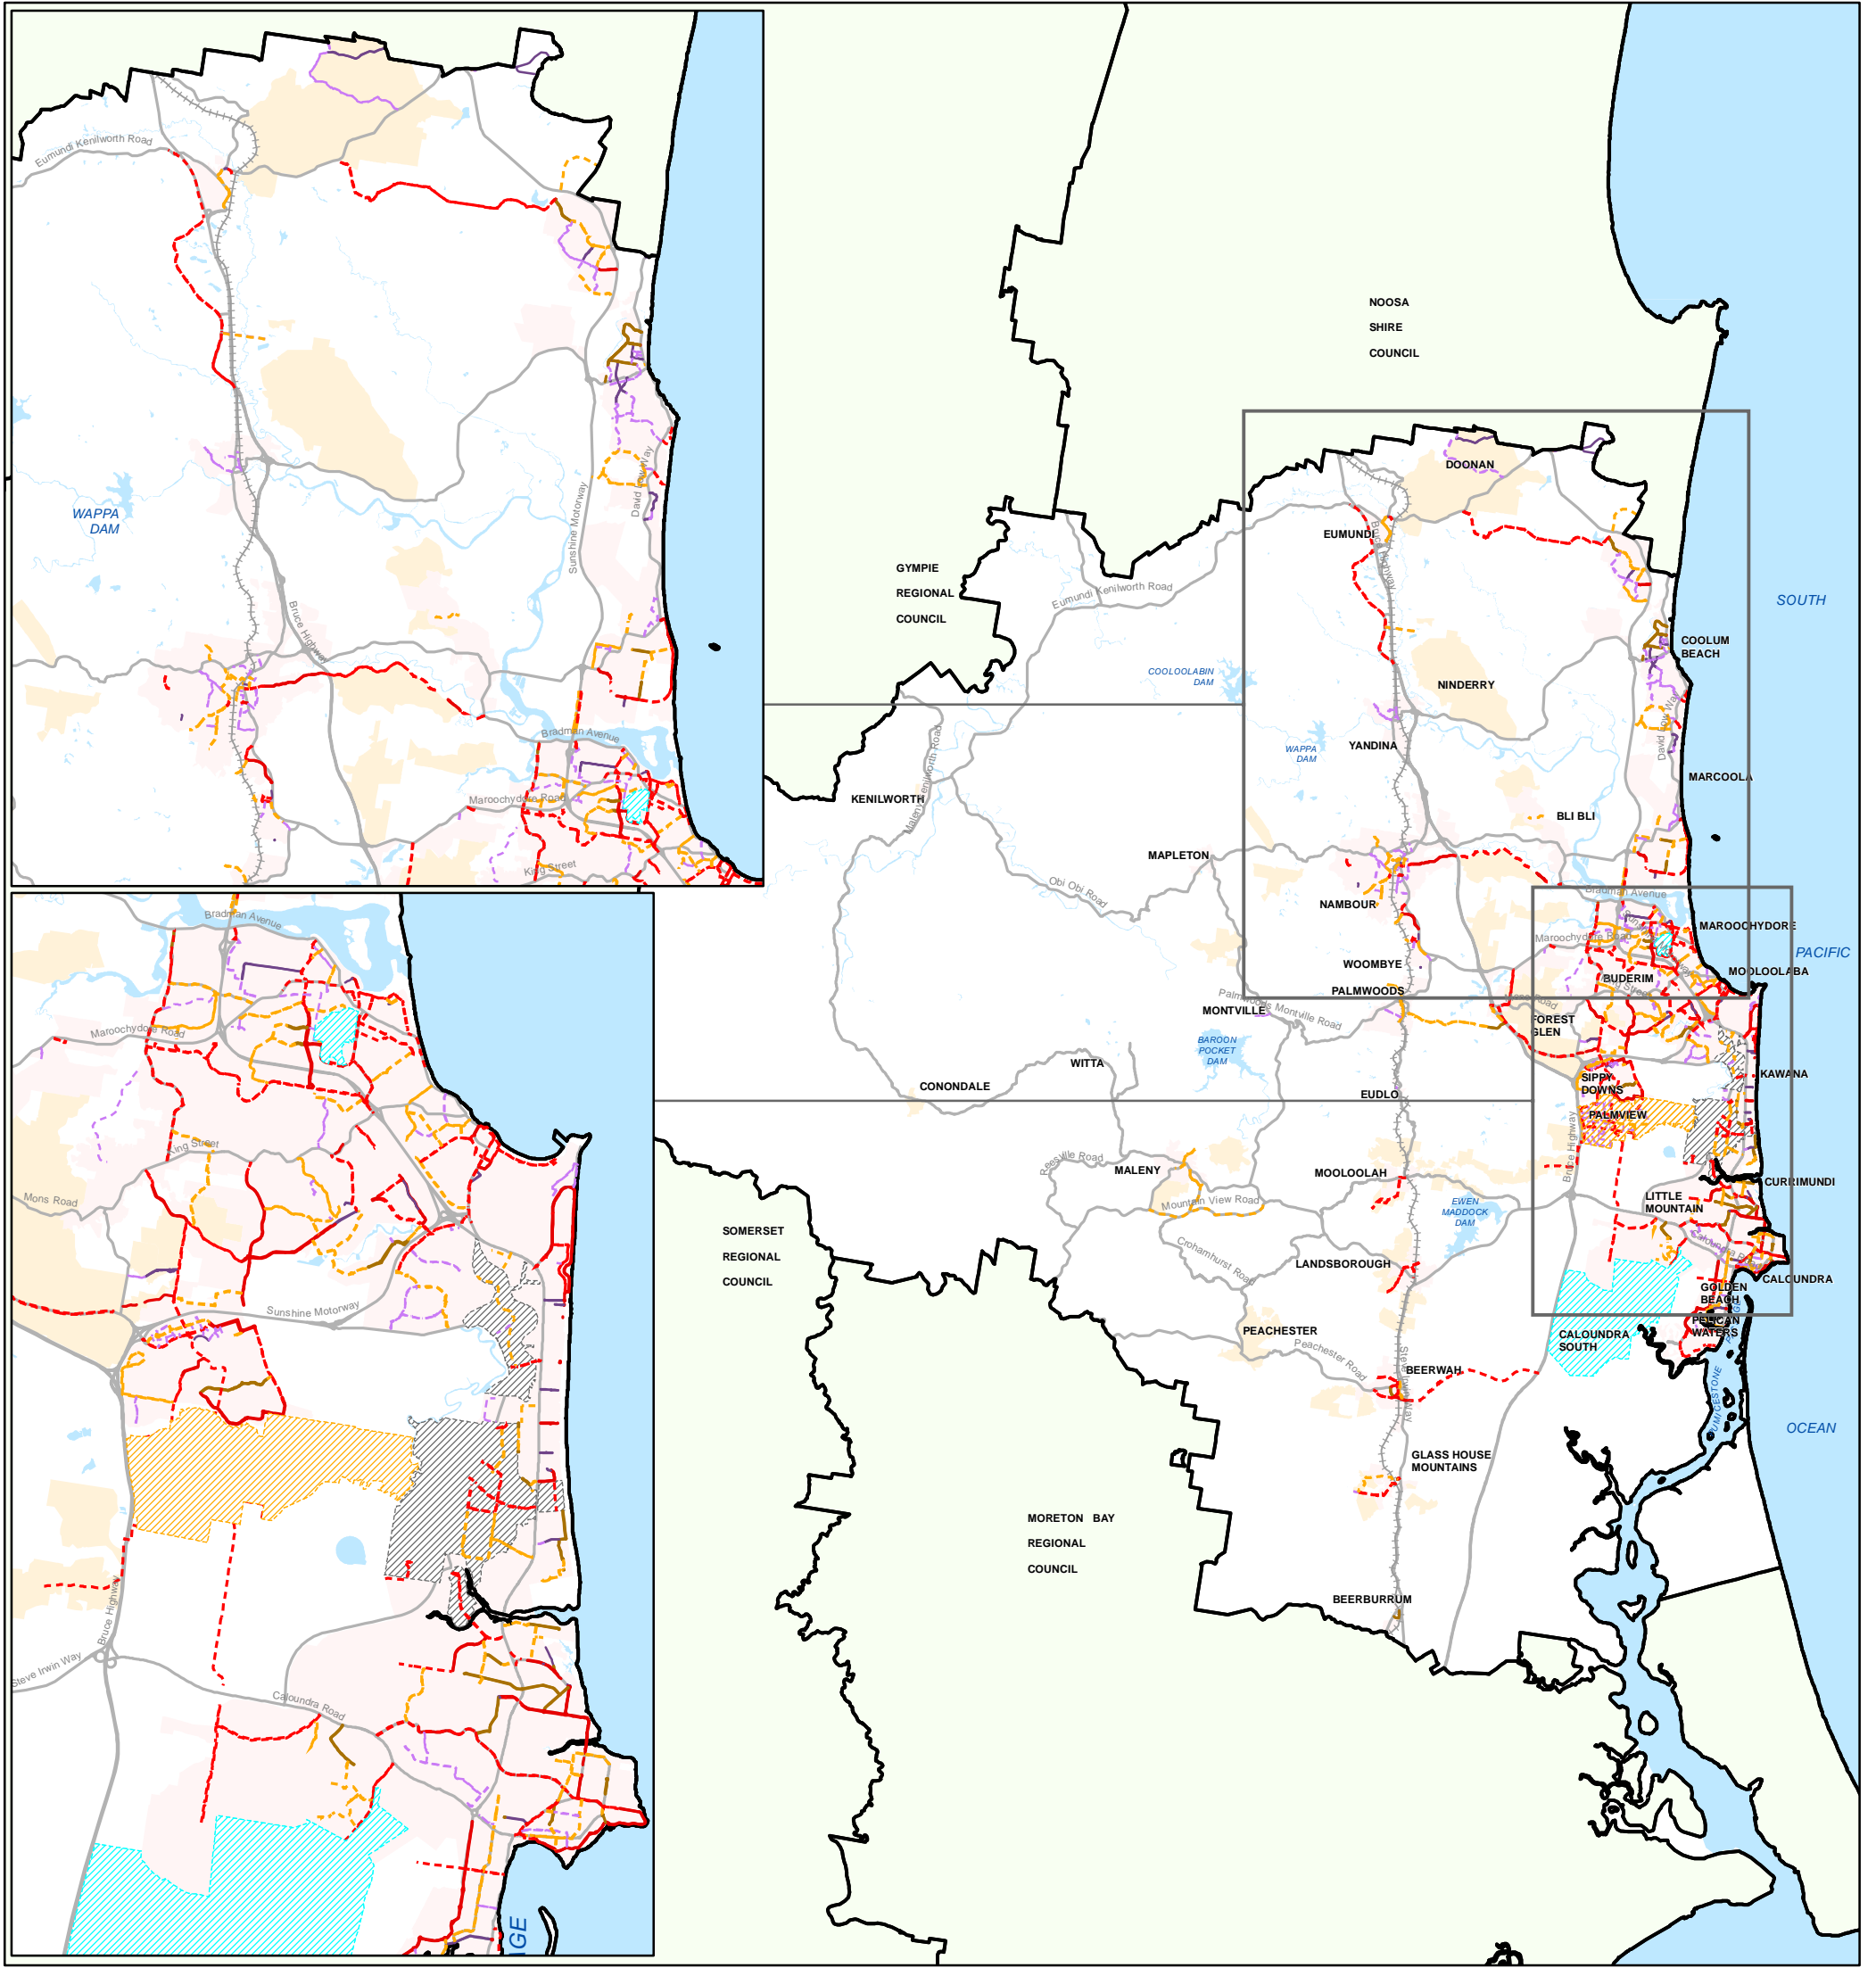 Eumundi Kenilworth Road
WAPPA
DAM
Sunshine Motorway
Bruce Highway
Bradman Avenue
Maroochydore Road
King Street
Bradman Avenue
Maroochydore Road
King Street
Mons Road
Sunshine Motorway
Bruce Highway
Steve Irwin Way
Caloundra Road
NOOSA
SHIRE
COUNCIL
DOONAN
EUMUNDI
GYMPIE
REGIONAL
COUNCIL
Eumundi Kenilworth Road
SOUTH
COOLUM
BEACH
COOLOOLABIN
DAM
NINDERRY
WAPPA
DAM
YANDINA
MARCOOLA
KENILWORTH
BLI BLI
MAPLETON
Obi Obi Road
Bradman Avenue
NAMBOUR
MAROOCHYDORE
Maroochydore Road
PACIFIC
WOOMBYE
BUDERIM
MOOLOOLABA
PALMWOODS
Palmwoods Montville Road
MONTVILLE
FOREST
GLEN
BAROON
POCKET
DAM
WITTA
KAWANA
SIPPY
DOWNS
CONONDALE
EUDLO
PALMVIEW
Bruce Highway
Reesville Road
MALENY
MOOLOOLAH
CURRIMUNDI
Mountain View Road
EWEN
MADDOCK
DAM
LITTLE
MOUNTAIN
SOMERSET
REGIONAL
COUNCIL
Crohamhurst Road
LANDSBOROUGH
CALOUNDRA
GOLDEN
BEACH
PELICAN
WATERS
PEACHESTER
Peachester Road
CALOUNDRA
SOUTH
BEERWAH
OCEAN
GLASS HOUSE
MOUNTAINS
MORETON BAY
REGIONAL
COUNCIL
BEERBURRUM